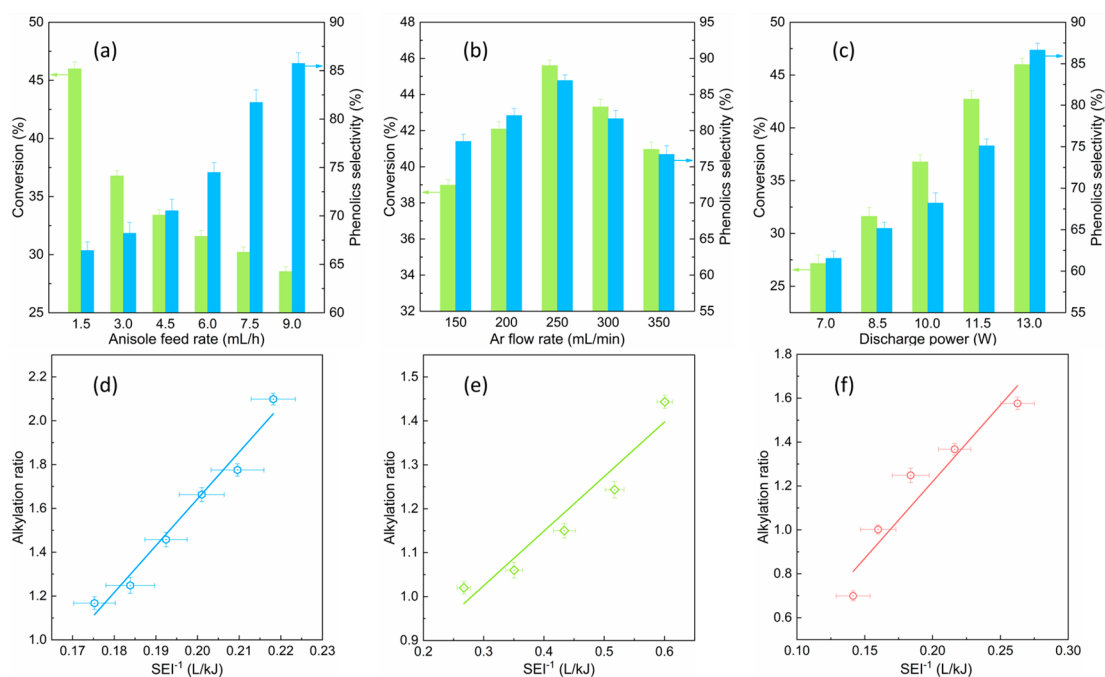 (a)
Conversion (%)
50
45
40
35
30
25
1.5 3.0 4.5 6.0 7.5 9.0
Anisole feed rate (mL/h)
90
85
80
75
70
65
60
Phenolics selectivity (%)
(b)
Conversion (%)
48
46
44
42
40
38
36
34
32
150 200 250 300 350
Ar flow rate (mL/min)
95
90
85
80
75
70
65
60
55
Phenolics selectivity (%)
(c)
Conversion (%)
50
45
40
35
30
25
7.0 8.5 10.0 11.5 13.0
Discharge power (W)
90
85
80
75
70
65
60
55
Phenolics selectivity (%)
(d)
Alkylation ratio
2.2
2.0
1.8
1.6
1.4
1.2
1.0
0.17 0.18 0.19 0.20 0.21 0.22 0.23
SEI⁻¹ (L/kJ)
(e)
Alkylation ratio
1.5
1.4
1.3
1.2
1.1
1.0
0.9
0.2 0.3 0.4 0.5 0.6 0.7
SEI⁻¹ (L/kJ)
(f)
Alkylation ratio
1.8
1.6
1.4
1.2
1.0
0.8
0.6
0.10 0.15 0.20 0.25 0.30
SEI⁻¹ (L/kJ)